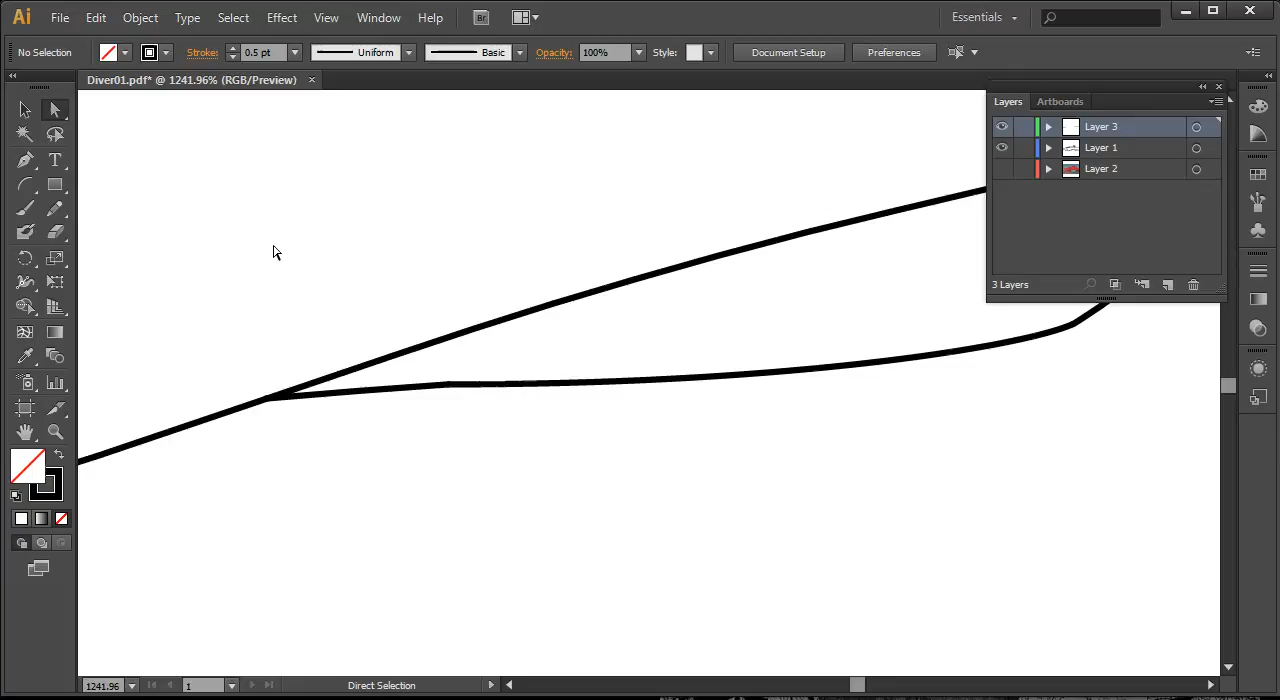 Ai File Edit Object Type Select Effect View Window Help Br Essentials
No Selection Stroke: 0.5 pt Uniform Basic Opacity: 100% Style: Document Setup Preferences
Diver01.pdf* @ 1241.96% (RGB/Preview)
Layers Artboards
Layer 3
Layer 1
Layer 2
3 Layers
T
1241.96 1 Direct Selection